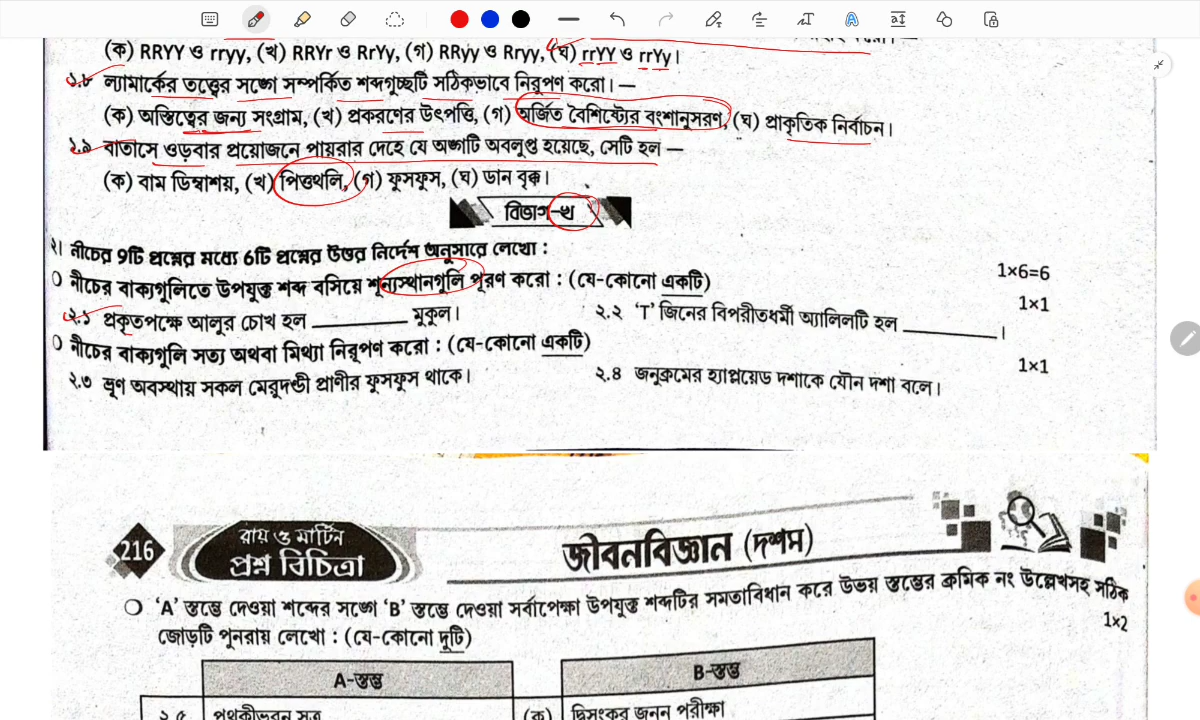 (ক) RRYY ও rryy, (খ) RRYr ও RrYy, (গ) RRyy ও Rryy, (ঘ) rrYY ও rrYy।
১.৮ ল্যামার্কের তত্ত্বের সঙ্গে সম্পর্কিত শব্দগুচ্ছটি সঠিকভাবে নিরূপণ করো। —
(ক) অস্তিত্বের জন্য সংগ্রাম, (খ) প্রকরণের উৎপত্তি, (গ) অর্জিত বৈশিষ্ট্যের বংশানুসরণ, (ঘ) প্রাকৃতিক নির্বাচন।
১.৯ বাতাসে ওড়বার প্রয়োজনে পায়রার দেহে যে অঙ্গটি অবলুপ্ত হয়েছে, সেটি হল —
(ক) বাম ডিম্বাশয়, (খ) পিত্তথলি, (গ) ফুসফুস, (ঘ) ডান বৃক্ক।
বিভাগ-খ
২। নীচের 9টি প্রশ্নের মধ্যে 6টি প্রশ্নের উত্তর নির্দেশ অনুসারে লেখো : 1×6=6
নীচের বাক্যগুলিতে উপযুক্ত শব্দ বসিয়ে শূন্যস্থানগুলি পূরণ করো : (যে-কোনো একটি) 1×1
২.১ প্রকৃতপক্ষে আলুর চোখ হল ________ মুকুল। ২.২ ‘T’ জিনের বিপরীতধর্মী অ্যালিলটি হল ________।
নীচের বাক্যগুলি সত্য অথবা মিথ্যা নিরূপণ করো : (যে-কোনো একটি) 1×1
২.৩ ভ্রূণ অবস্থায় সকল মেরুদণ্ডী প্রাণীর ফুসফুস থাকে। ২.৪ জনুক্রমের হ্যাপ্লয়েড দশাকে যৌন দশা বলে।
216 রায় ও মার্টিন
প্রশ্ন বিচিত্রা
জীবনবিজ্ঞান (দশম)
‘A’ স্তম্ভে দেওয়া শব্দের সঙ্গে ‘B’ স্তম্ভে দেওয়া সর্বাপেক্ষা উপযুক্ত শব্দটির সমতাবিধান করে উভয় স্তম্ভের ক্রমিক নং উল্লেখসহ সঠিক
জোড়টি পুনরায় লেখো : (যে-কোনো দুটি) 1×2
A-স্তম্ভ B-স্তম্ভ
২.৫ পৃথকীভবন সূত্র (ক) দ্বিসংকর জনন পরীক্ষা